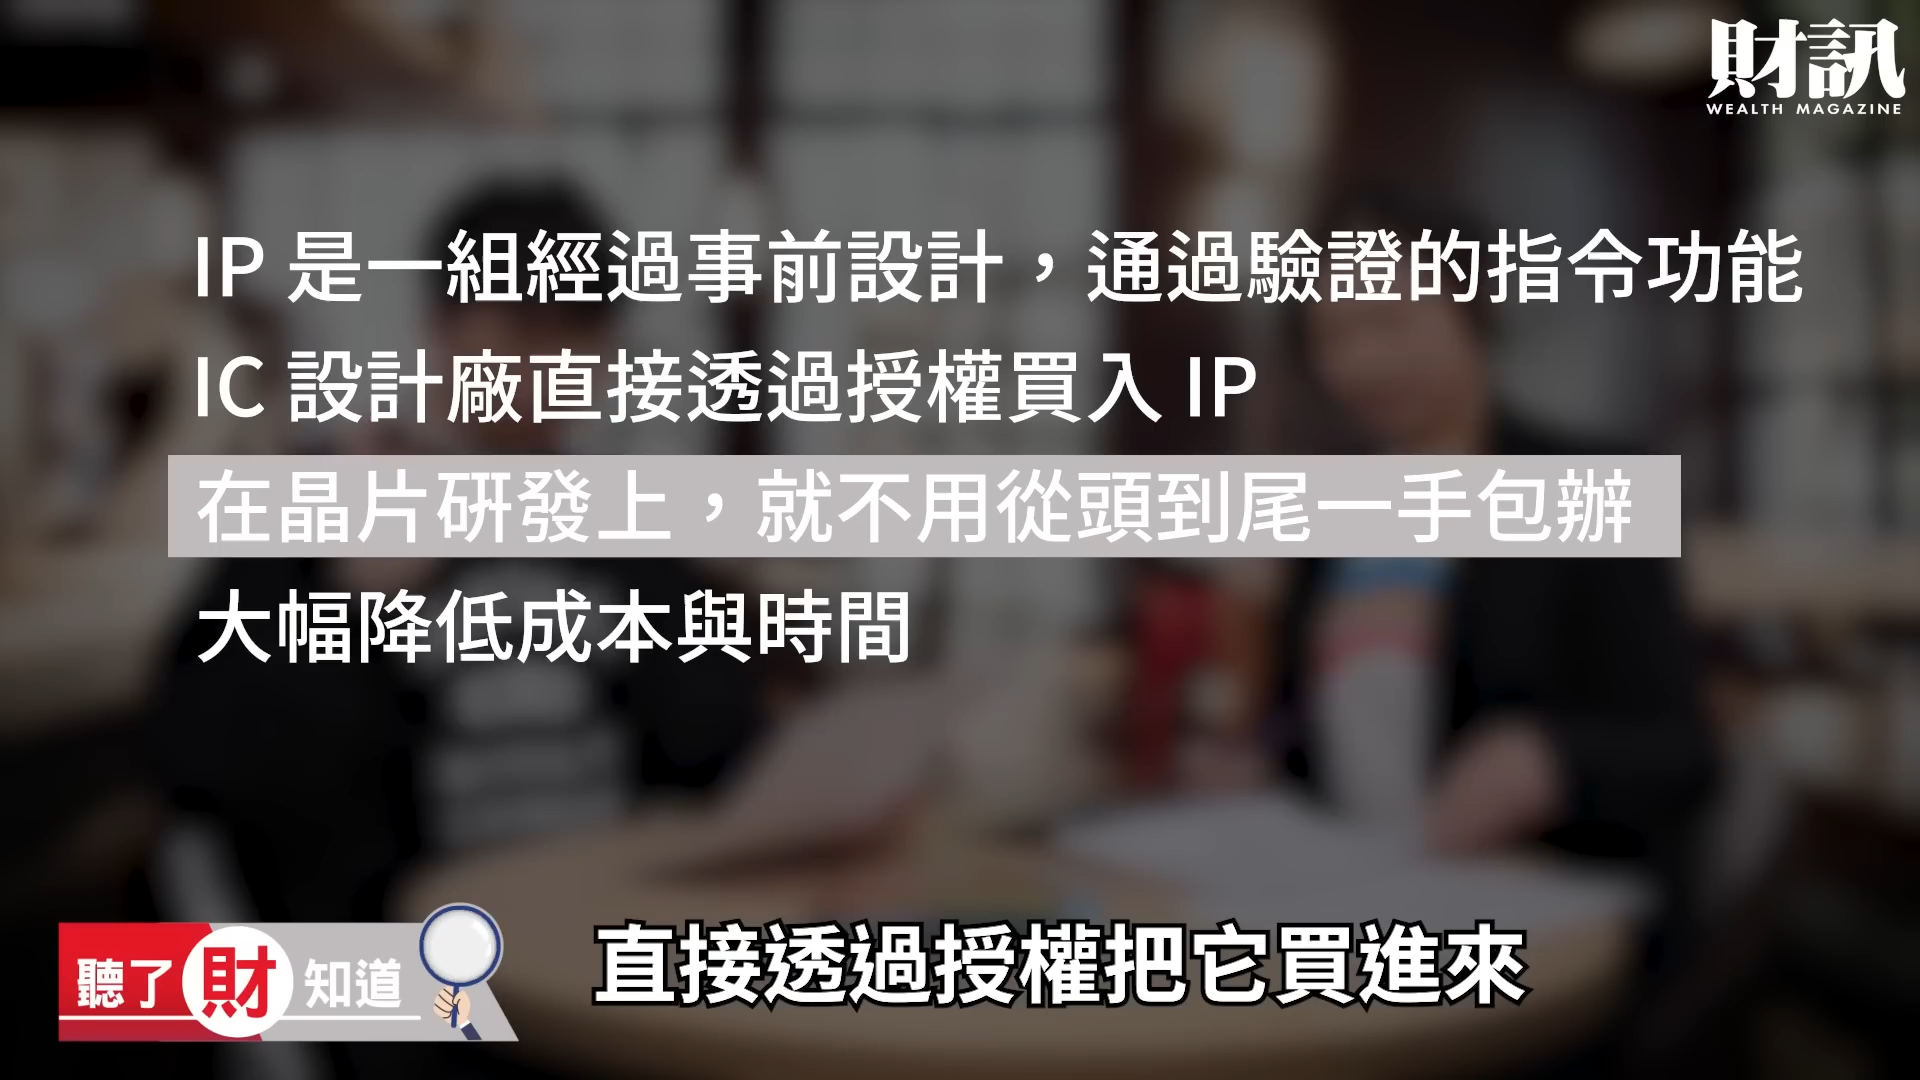 財訊
WEALTH MAGAZINE
IP 是一組經過事前設計，通過驗證的指令功能
IC 設計廠直接透過授權買入 IP
在晶片研發上，就不用從頭到尾一手包辦
大幅降低成本與時間
聽了財知道
直接透過授權把它買進來